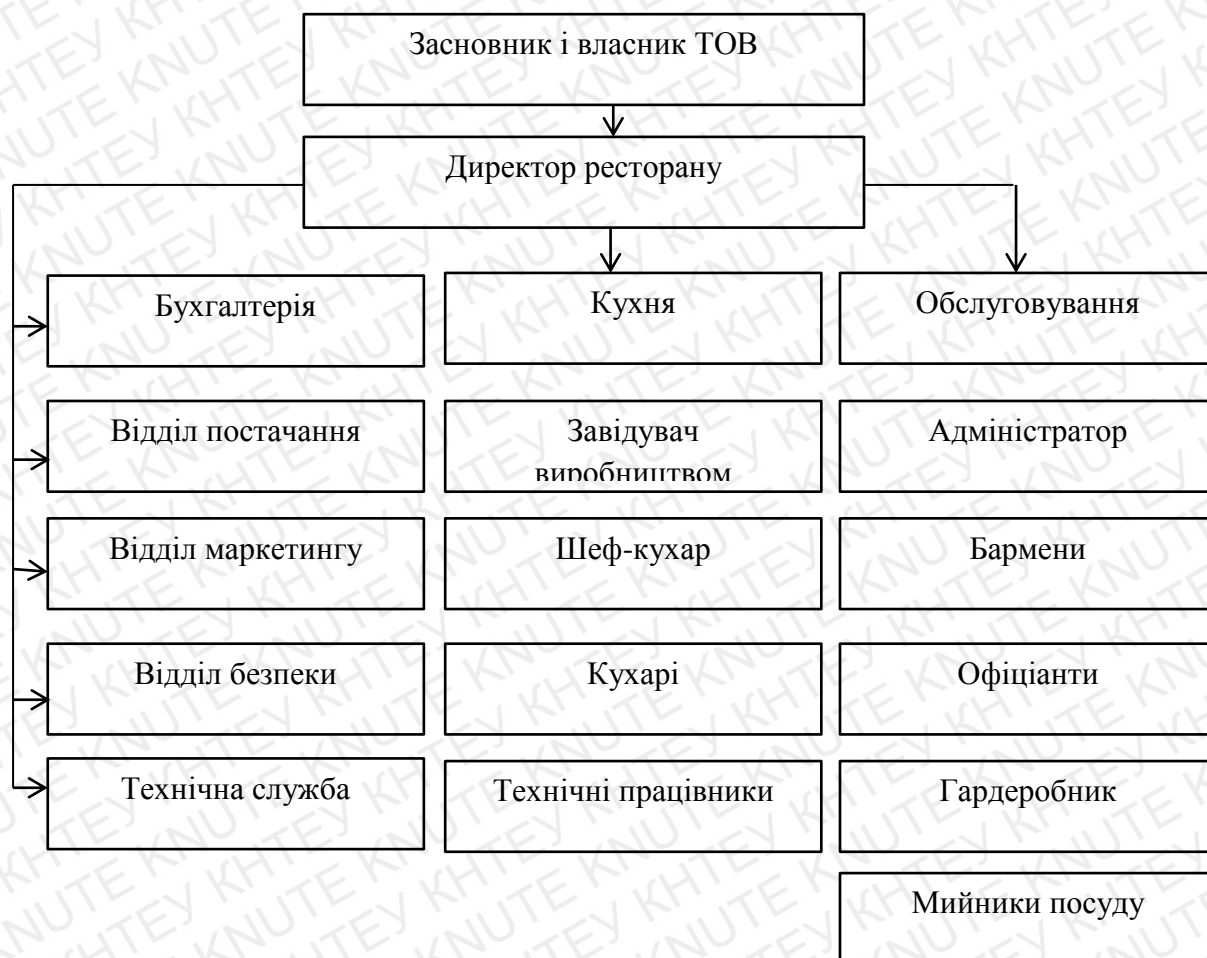 Засновник і власник ТОВ
Директор ресторану
Бухгалтерія
Кухня
Обслуговування
Відділ постачання
Завідувач
виробництвом
Адміністратор
Відділ маркетингу
Шеф-кухар
Бармени
Відділ безпеки
Кухарі
Офіціанти
Технічна служба
Технічні працівники
Гардеробник
Мийники посуду